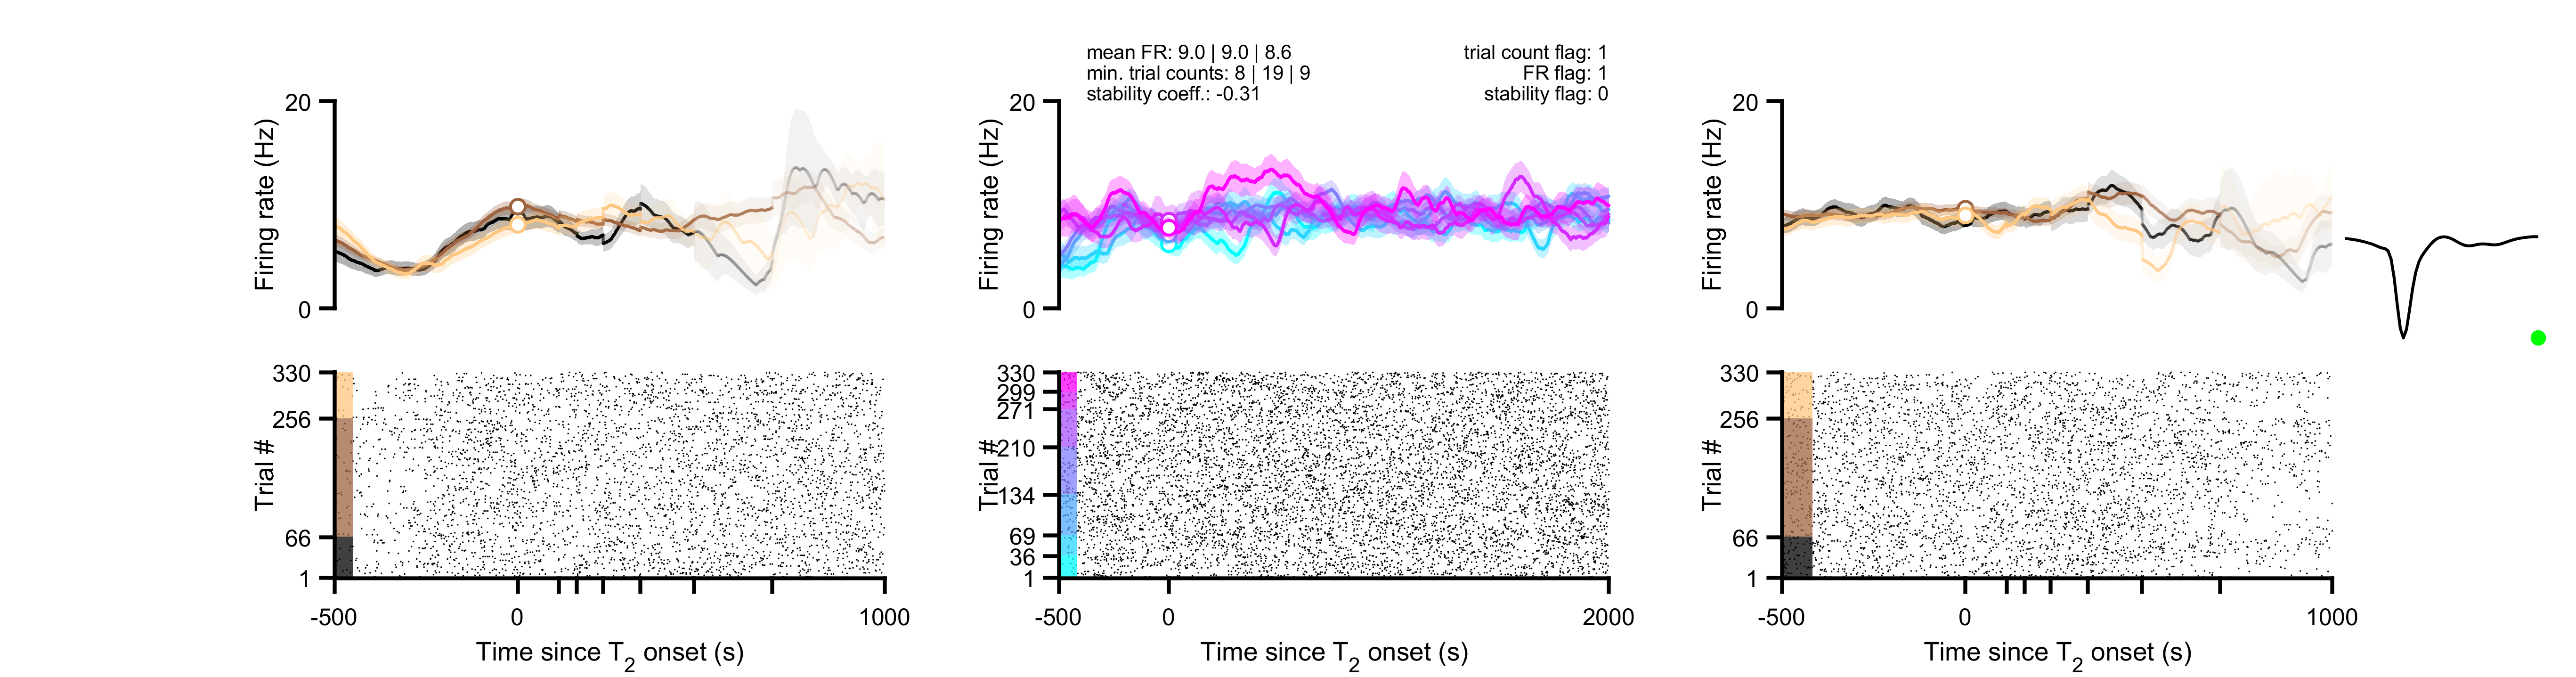 mean FR: 9.0 | 9.0 | 8.6
min. trial counts: 8 | 19 | 9
stability coeff.: -0.31
trial count flag: 1
FR flag: 1
stability flag: 0
20
0
Firing rate (Hz)
330
256
66
1
Trial #
-500
0
1000
Time since T2 onset (s)
20
0
Firing rate (Hz)
330
299
271
210
134
69
36
1
Trial #
-500
0
2000
Time since T2 onset (s)
20
0
Firing rate (Hz)
330
256
66
1
Trial #
-500
0
1000
Time since T2 onset (s)